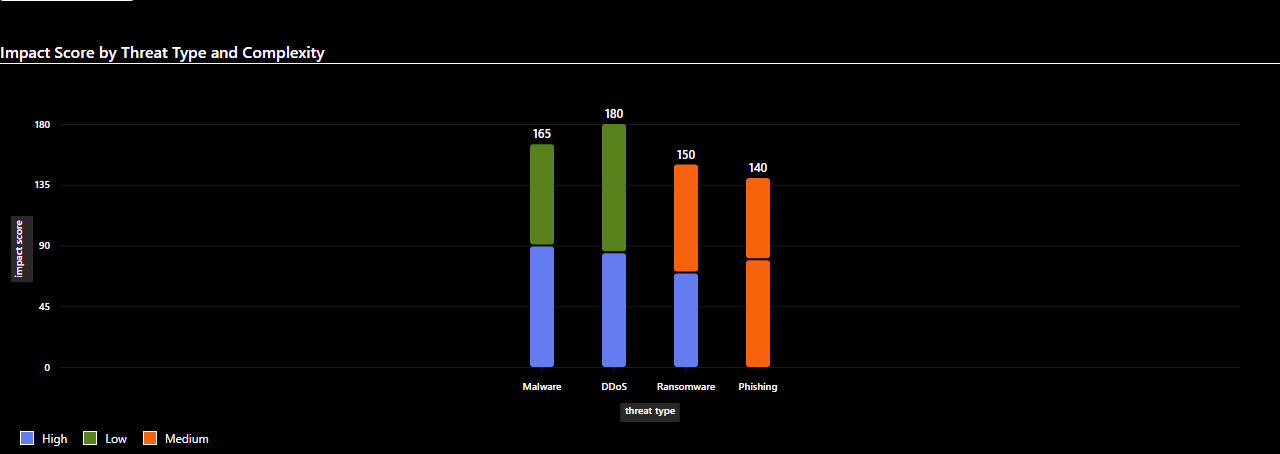 Impact Score by Threat Type and Complexity
180
165
180
150
140
135
90
45
0
impact score
Malware
DDoS
Ransomware
Phishing
threat type
High
Low
Medium